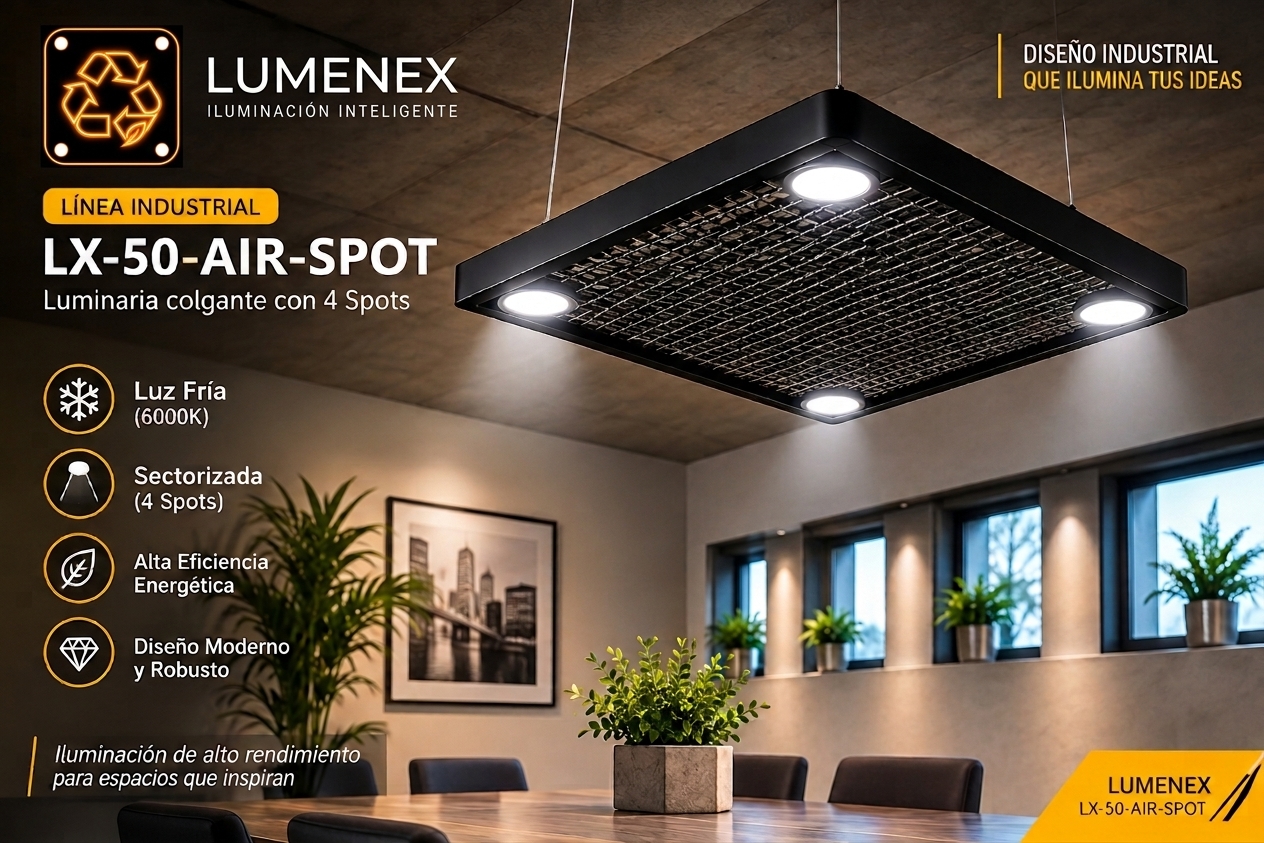 LUMENEX
ILUMINACIÓN INTELIGENTE
DISEÑO INDUSTRIAL
QUE ILUMINA TUS IDEAS
LÍNEA INDUSTRIAL
LX-50-AIR-SPOT
Luminaria colgante con 4 Spots
Luz Fría
(6000K)
Sectorizada
(4 Spots)
Alta Eficiencia
Energética
Diseño Moderno
y Robusto
Iluminación de alto rendimiento
para espacios que inspiran
LUMENEX
LX-50-AIR-SPOT